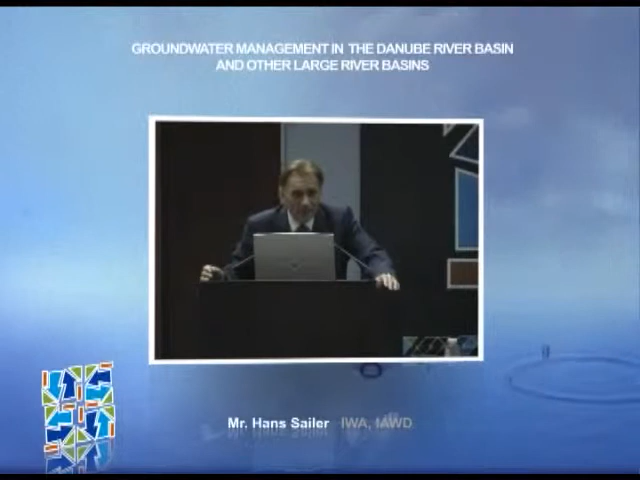 GROUNDWATER MANAGEMENT IN THE DANUBE RIVER BASIN
AND OTHER LARGE RIVER BASINS
Mr. Hans Sailer IWA, IAWD